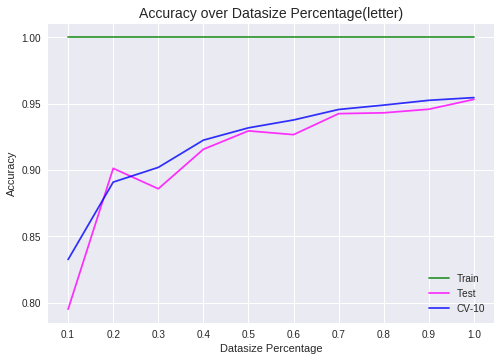 Accuracy over Datasize Percentage(letter)
1.00
0.95
0.90
0.85
0.80
Accuracy
0.1 0.2 0.3 0.4 0.5 0.6 0.7 0.8 0.9 1.0
Datasize Percentage
Train
Test
CV-10